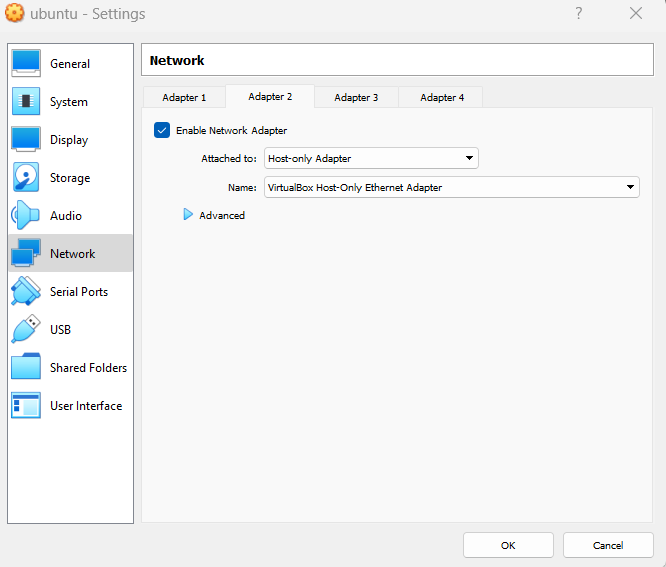 ubuntu - Settings
?
General
System
Display
Storage
Audio
Network
Serial Ports
USB
Shared Folders
User Interface
Network
Adapter 1 Adapter 2 Adapter 3 Adapter 4
Enable Network Adapter
Attached to: Host-only Adapter
Name: VirtualBox Host-Only Ethernet Adapter
Advanced
OK Cancel